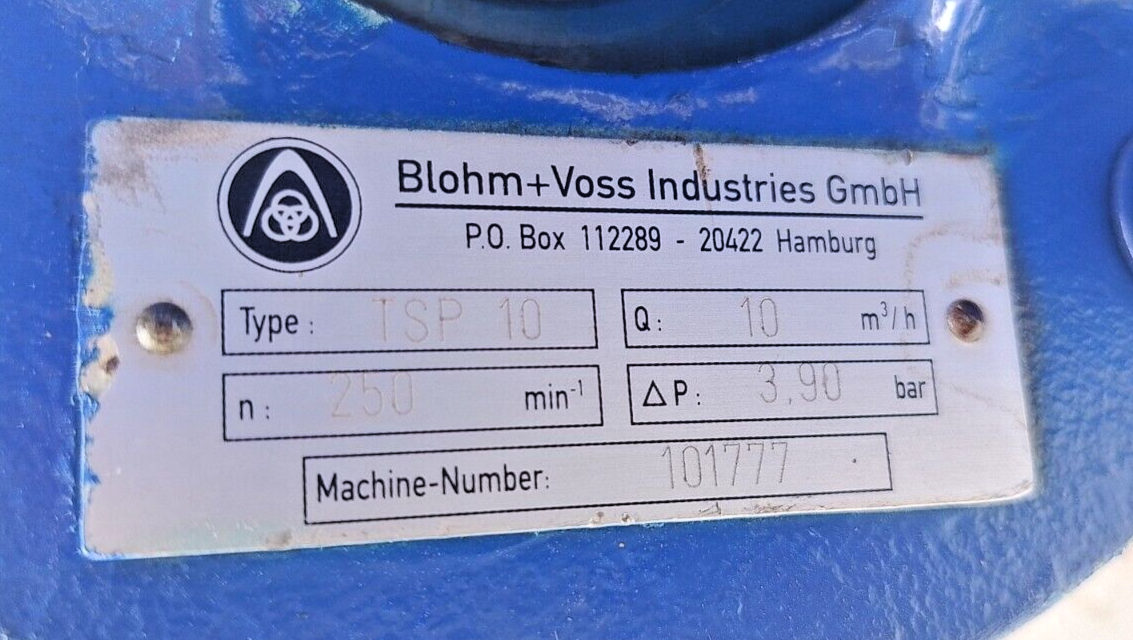 Blohm+Voss Industries GmbH
P.O. Box 112289 - 20422 Hamburg
Type: TSP 10
Q: 10 m³/h
n: 250 min⁻¹
ΔP: 3,90 bar
Machine-Number: 101777